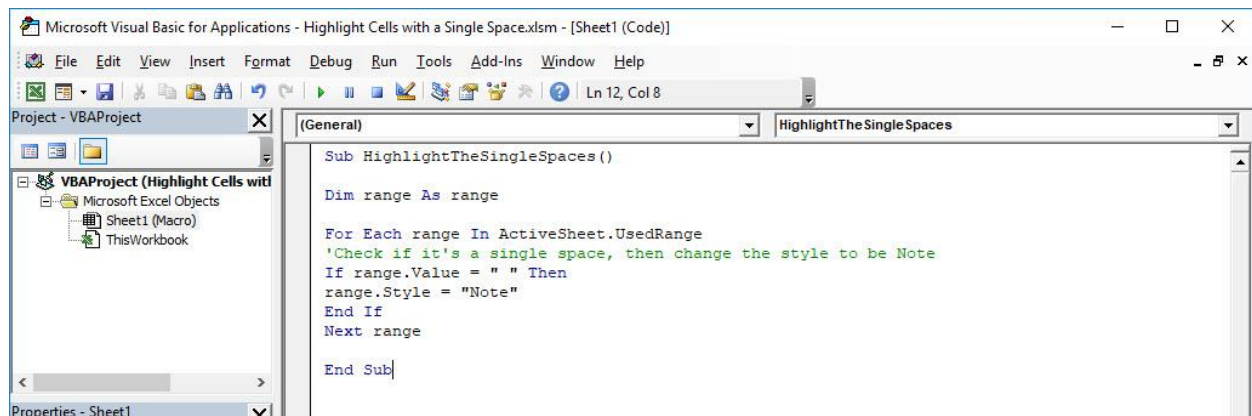 Microsoft Visual Basic for Applications - Highlight Cells with a Single Space.xlsm - [Sheet1 (Code)]
File Edit View Insert Format Debug Run Tools Add-Ins Window Help
Ln 12, Col 8
Project - VBAProject
(General)
HighlightTheSingleSpaces
VBAProject (Highlight Cells with
Microsoft Excel Objects
Sheet1 (Macro)
ThisWorkbook
Sub HighlightTheSingleSpaces()
Dim range As range
For Each range In ActiveSheet.UsedRange
'Check if it's a single space, then change the style to be Note
If range.Value = " " Then
range.Style = "Note"
End If
Next range
End Sub
Properties - Sheet1